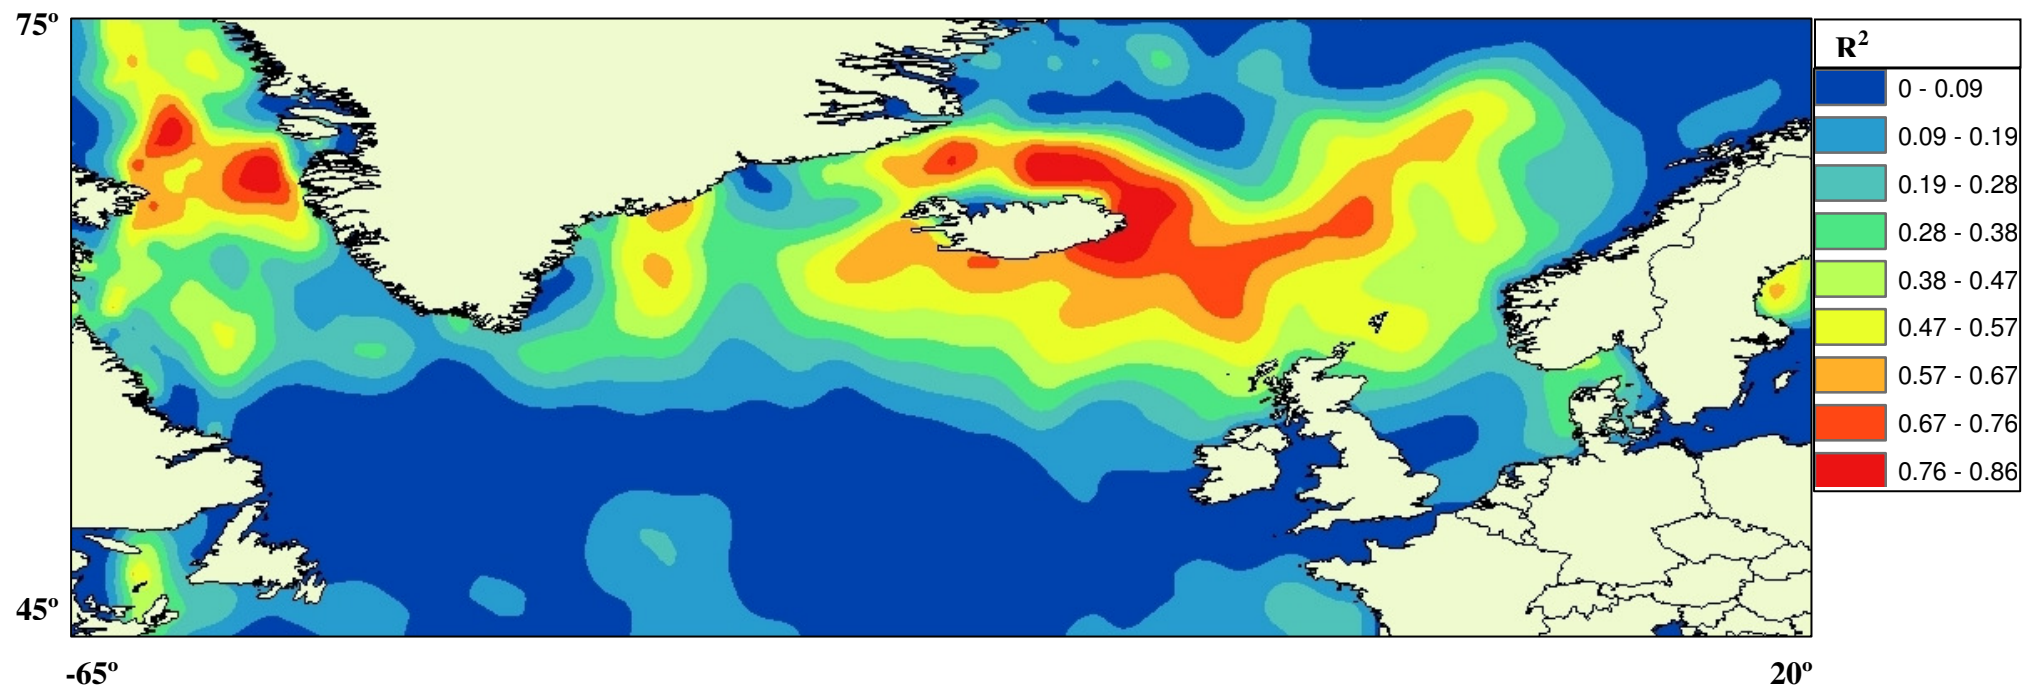 75º
R²
0 - 0.09
0.09 - 0.19
0.19 - 0.28
0.28 - 0.38
0.38 - 0.47
0.47 - 0.57
0.57 - 0.67
0.67 - 0.76
0.76 - 0.86
45º
-65º 20º